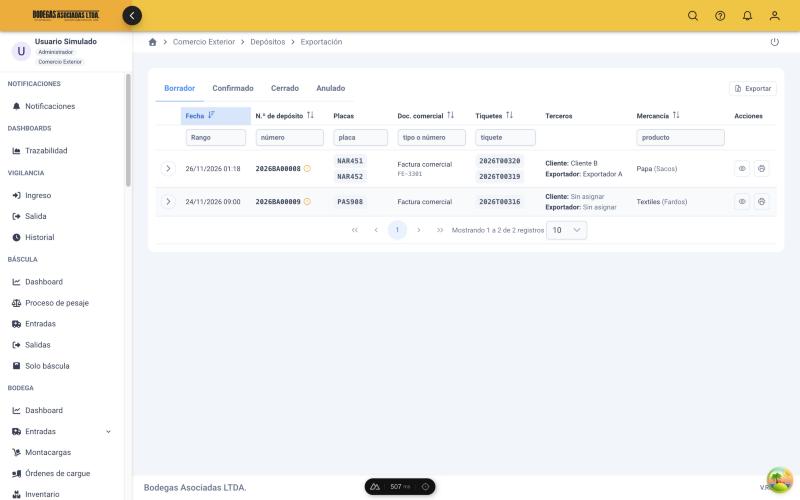 BODEGAS ASOCIADAS LTDA.
Usuario Simulado
U
Administrador
Comercio Exterior
NOTIFICACIONES
Notificaciones
DASHBOARDS
Trazabilidad
VIGILANCIA
Ingreso
Salida
Historial
BÁSCULA
Dashboard
Proceso de pesaje
Entradas
Salidas
Solo báscula
BODEGA
Dashboard
Entradas
Montacargas
Órdenes de cargue
Inventario
Comercio Exterior
Depósitos
Exportación
Borrador Confirmado Cerrado Anulado Exportar
Fecha N.º de depósito Placas Doc. comercial Tiquetes Terceros Mercancía Acciones
Rango número placa tipo o número tiquete producto
26/11/2026 01:18 2026BA00008 NAR451 NAR452 Factura comercial FE-3301 2026T00320 2026T00319 Cliente: Cliente B Exportador: Exportador A Papa (Sacos)
24/11/2026 09:00 2026BA00009 PAS908 Factura comercial 2026T00316 Cliente: Sin asignar Exportador: Sin asignar Textiles (Fardos)
1 Mostrando 1 a 2 de 2 registros 10
Bodegas Asociadas LTDA.
507 ms